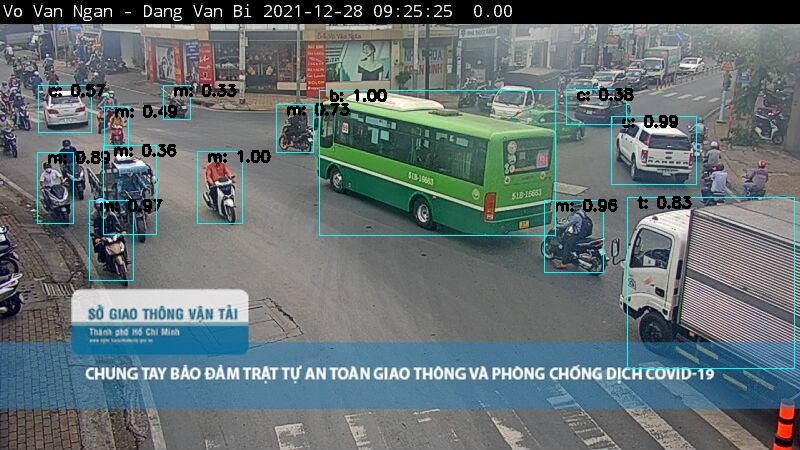 Vo Van Ngan - Dang Van Bi 2021-12-28 09:25:25 0.00
c: 0.57
m: 0.33
m: 0.49
m: 0.73
b: 1.00
c: 0.38
c: 0.99
m: 0.89
m: 0.36
m: 1.00
51B-16663
51B-16663
m: 0.97
m: 0.96
t: 0.83
SỞ GIAO THÔNG VẬN TẢI
Thành phố Hồ Chí Minh
CHUNG TAY BẢO ĐẢM TRẬT TỰ AN TOÀN GIAO THÔNG VÀ PHÒNG CHỐNG DỊCH COVID-19